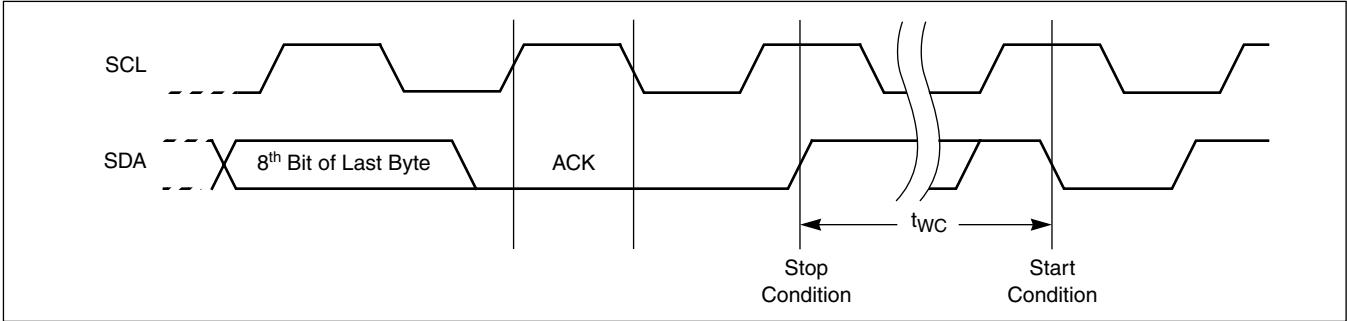 SCL
SDA
8th Bit of Last Byte
ACK
tWC
Stop
Condition
Start
Condition